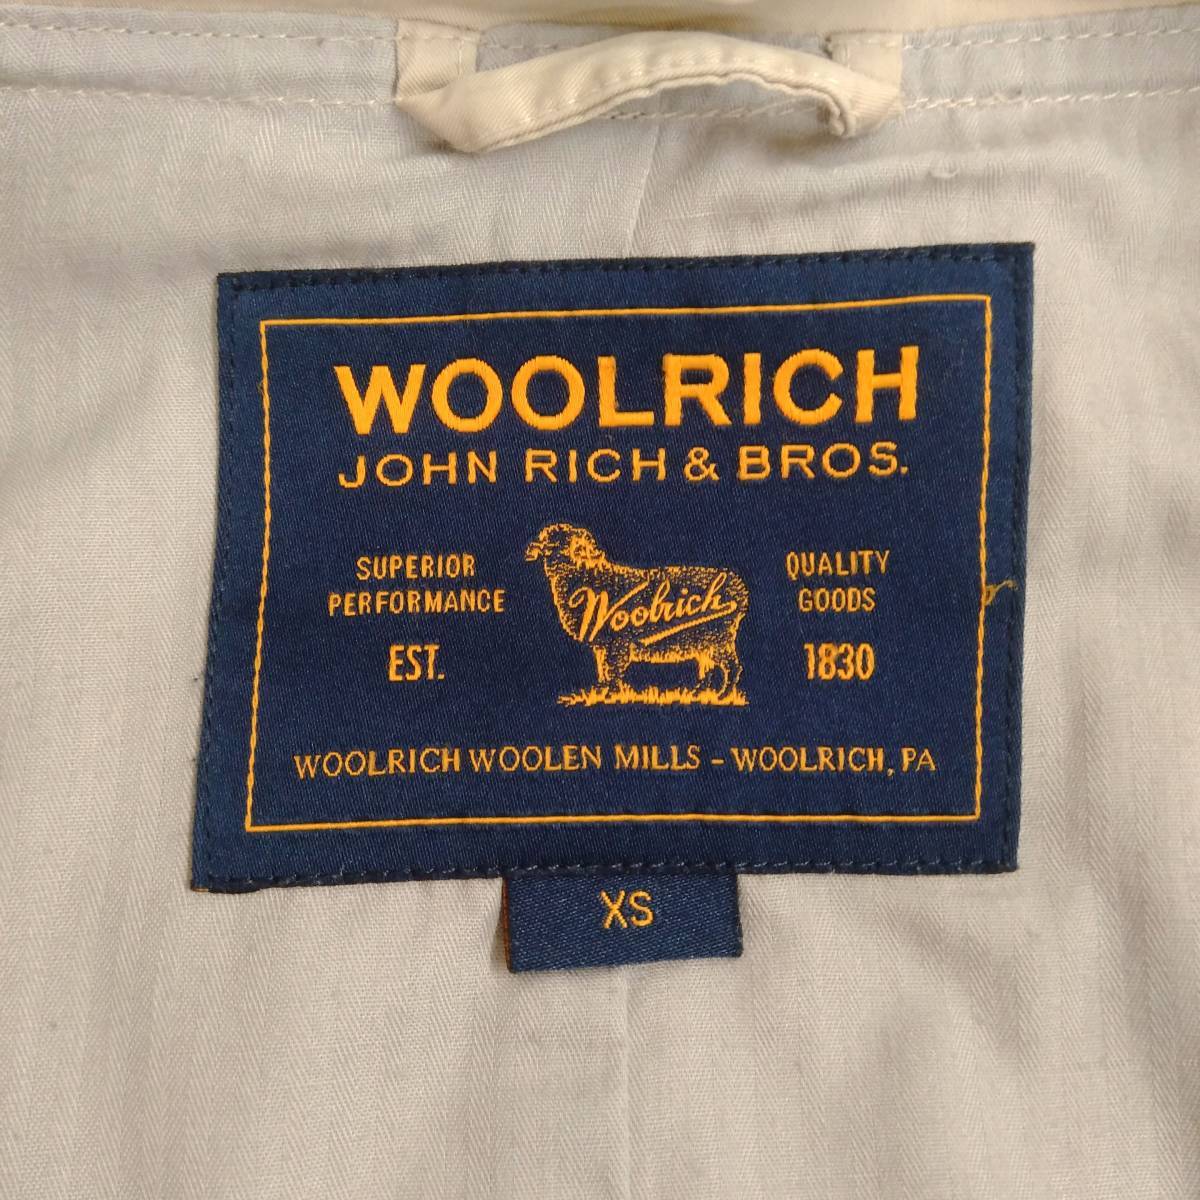 WOOLRICH
JOHN RICH & BROS.
SUPERIOR
PERFORMANCE
EST.
Woolrich
QUALITY
GOODS
1830
WOOLRICH WOOLEN MILLS - WOOLRICH, PA
XS